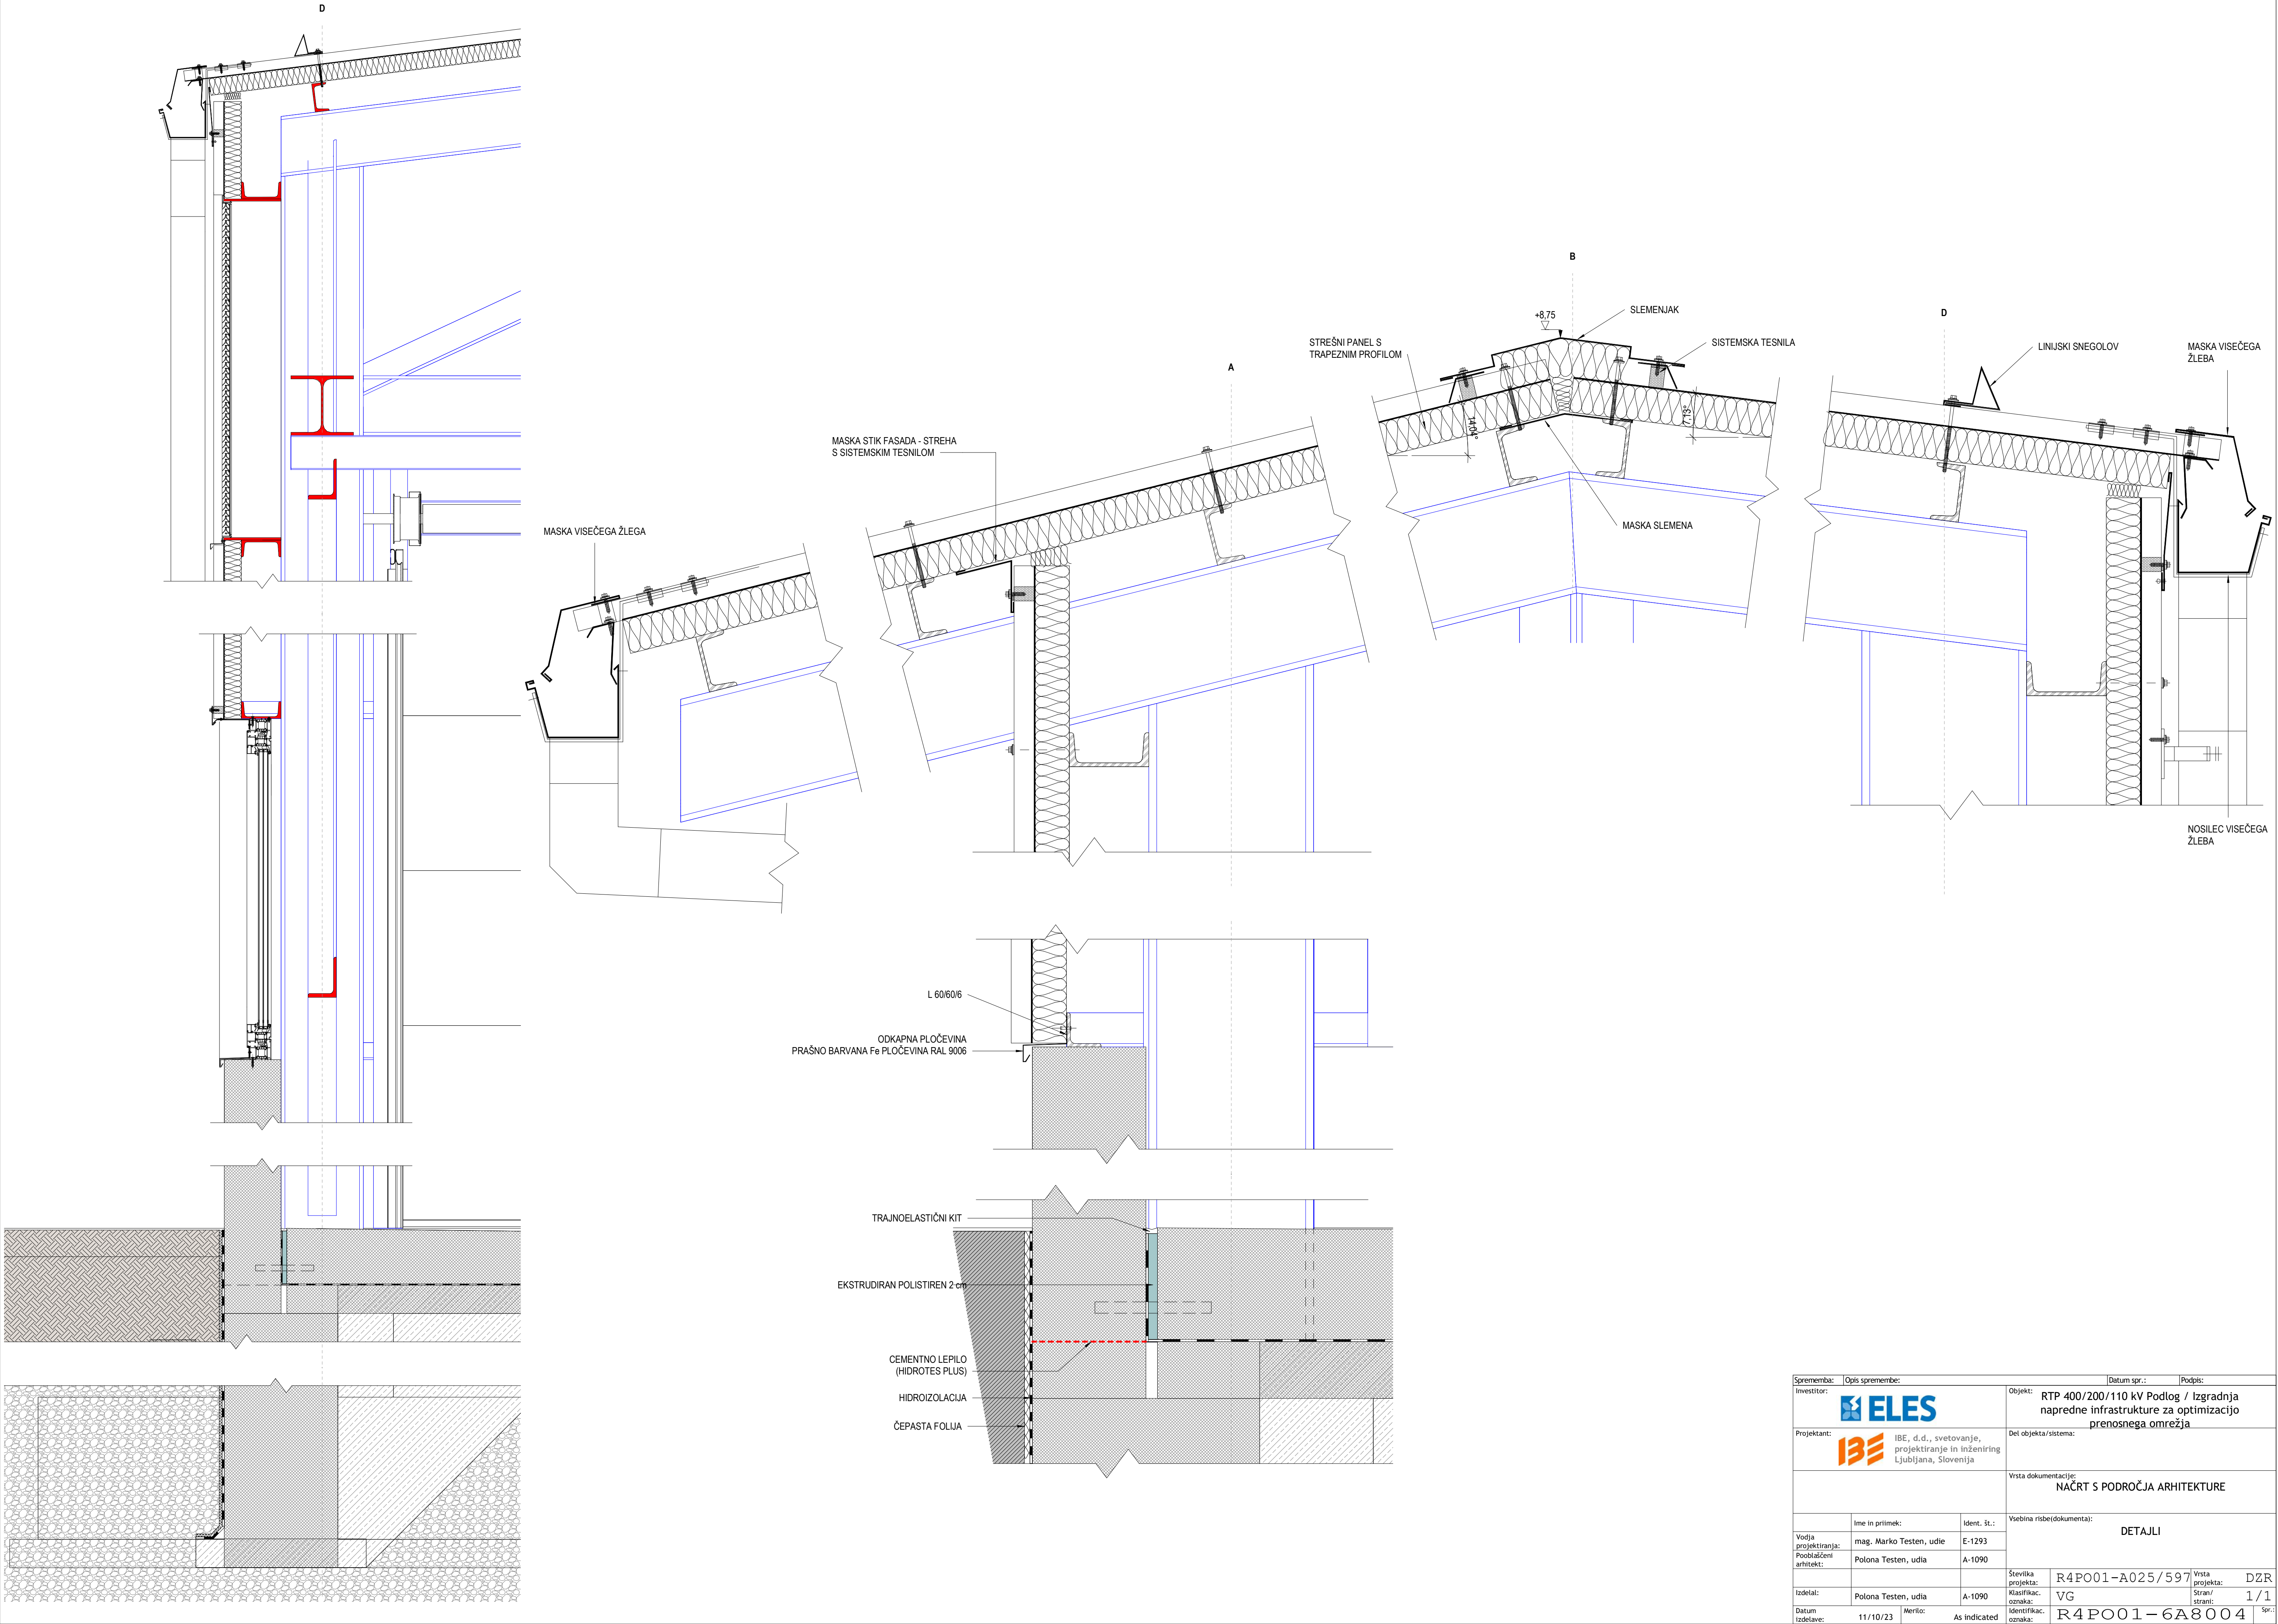 D
B
+8,75
SLEMENJAK
D
STREŠNI PANEL S
TRAPEZNIM PROFILOM
SISTEMSKA TESNILA
LINIJSKI SNEGOLOV
MASKA VISEČEGA
ŽLEBA
A
14,04°
7,13°
MASKA STIK FASADA - STREHA
S SISTEMSKIM TESNILOM
MASKA VISEČEGA ŽLEGA
MASKA SLEMENA
NOSILEC VISEČEGA
ŽLEBA
L 60/60/6
ODKAPNA PLOČEVINA
PRAŠNO BARVANA Fe PLOČEVINA RAL 9006
TRAJNOELASTIČNI KIT
EKSTRUDIRAN POLISTIREN 2 cm
CEMENTNO LEPILO
(HIDROTES PLUS)
HIDROIZOLACIJA
ČEPASTA FOLIJA
Sprememba: Opis spremembe: Datum spr.: Podpis:
Investitor:
ELES
Objekt: RTP 400/200/110 kV Podlog / Izgradnja
napredne infrastrukture za optimizacijo
prenosnega omrežja
Projektant:
IBE
IBE, d.d., svetovanje,
projektiranje in inženiring
Ljubljana, Slovenija
Del objekta/sistema:
Vrsta dokumentacije:
NAČRT S PODROČJA ARHITEKTURE
Ime in priimek: Ident. št.:
Vsebina risbe(dokumenta):
DETAJLI
Vodja
projektiranja: mag. Marko Testen, udie E-1293
Pooblaščeni
arhitekt: Polona Testen, udia A-1090
Številka
projekta: R4PO01-A025/597
Vrsta
projekta: DZR
Izdelal: Polona Testen, udia A-1090
Klasifikac.
oznaka: VG
Stran/
strani: 1/1
Datum
Izdelave: 11/10/23
Merilo: As indicated
Identifikac.
oznaka: R4PO01-6A8004
Spr.: